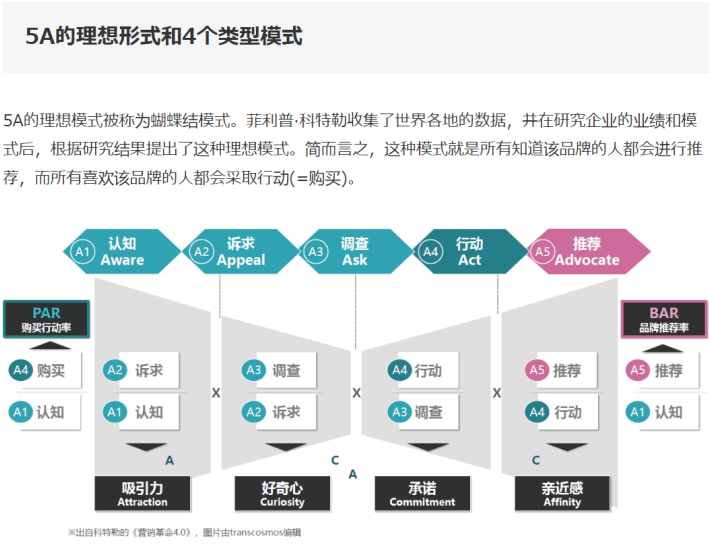 5A的理想形式和4个类型模式
5A的理想模式被称为蝴蝶结模式。菲利普·科特勒收集了世界各地的数据，并在研究企业的业绩和模
式后，根据研究结果提出了这种理想模式。简而言之，这种模式就是所有知道该品牌的人都会进行推
荐，而所有喜欢该品牌的人都会采取行动(=购买)。
A1 认知 Aware
A2 诉求 Appeal
A3 调查 Ask
A4 行动 Act
A5 推荐 Advocate
PAR
购买行动率
BAR
品牌推荐率
A4 购买
A2 诉求
A3 调查
A4 行动
A5 推荐
A5 推荐
X
X
X
A1 认知
A1 认知
A2 诉求
A3 调查
A4 行动
A1 认知
A
C
A
C
吸引力
Attraction
好奇心
Curiosity
承诺
Commitment
亲近感
Affinity
※出自科特勒的《营销革命4.0》，图片由transcosmos编辑